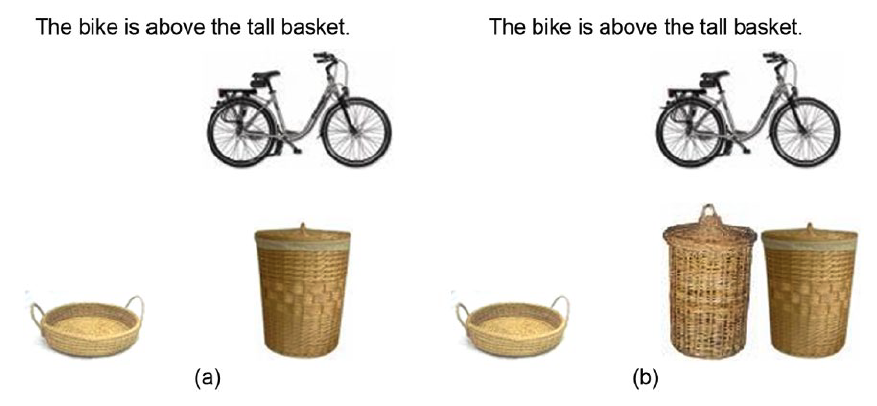 The bike is above the tall basket.
The bike is above the tall basket.
(a)
(b)